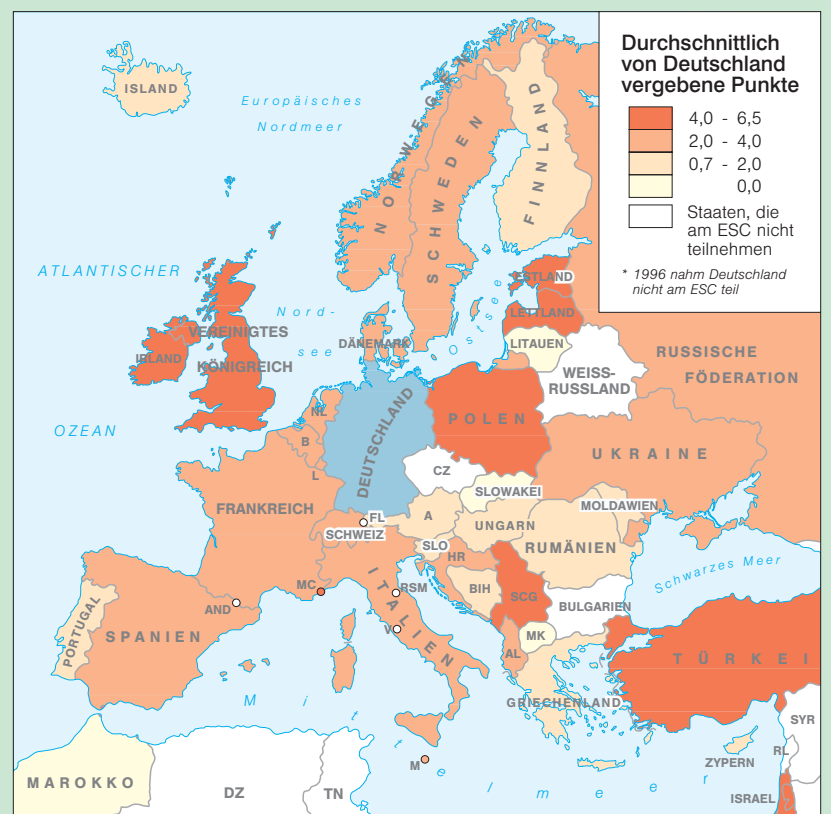 Durchschnittlich
von Deutschland
vergebene Punkte
4,0 - 6,5
2,0 - 4,0
0,7 - 2,0
0,0
Staaten, die
am ESC nicht
teilnehmen
* 1996 nahm Deutschland
nicht am ESC teil
ISLAND
Europäisches
Nordmeer
NORWEGEN
SCHWEDEN
FINNLAND
ATLANTISCHER
OZEAN
Nord-
see
Ostsee
ESTLAND
LETTLAND
LITAUEN
VEREINIGTES
KÖNIGREICH
IRLAND
DÄNEMARK
WEISS-
RUSSLAND
RUSSISCHE
FÖDERATION
NL
B
L
DEUTSCHLAND
POLEN
UKRAINE
CZ
SLOWAKEI
MOLDAWIEN
FRANKREICH
FL
SCHWEIZ
A
UNGARN
SLO
HR
RUMÄNIEN
Schwarzes Meer
MC
RSM
BIH
SCG
BULGARIEN
AND
V
ITALIEN
MK
AL
PORTUGAL
SPANIEN
TÜRKEI
GRIECHENLAND
Mittelmeer
M
ZYPERN
SYR
RL
ISRAEL
MAROKKO
DZ
TN